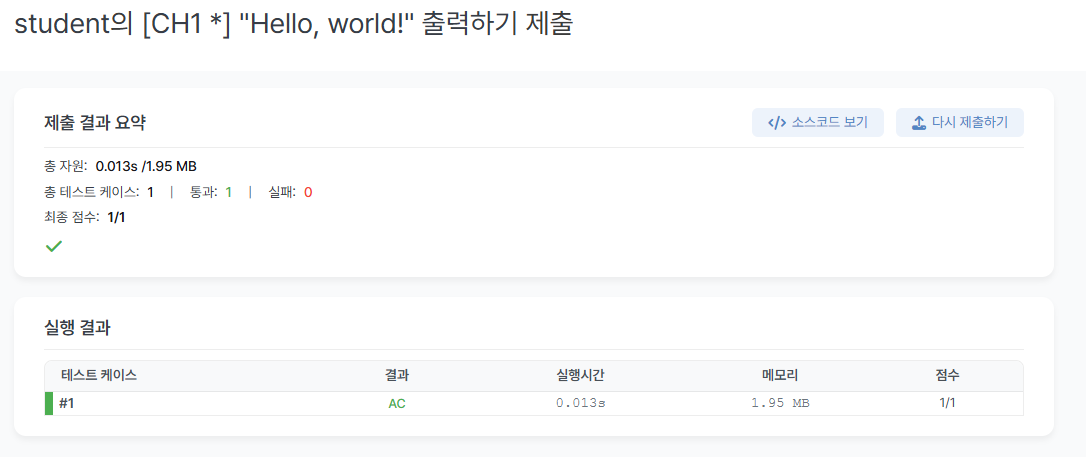 student의 [CH1 *] "Hello, world!" 출력하기 제출
제출 결과 요약
소스코드 보기
다시 제출하기
총 자원: 0.013s /1.95 MB
총 테스트 케이스: 1 | 통과: 1 | 실패: 0
최종 점수: 1/1
실행 결과
테스트 케이스 결과 실행시간 메모리 점수
#1 AC 0.013s 1.95 MB 1/1